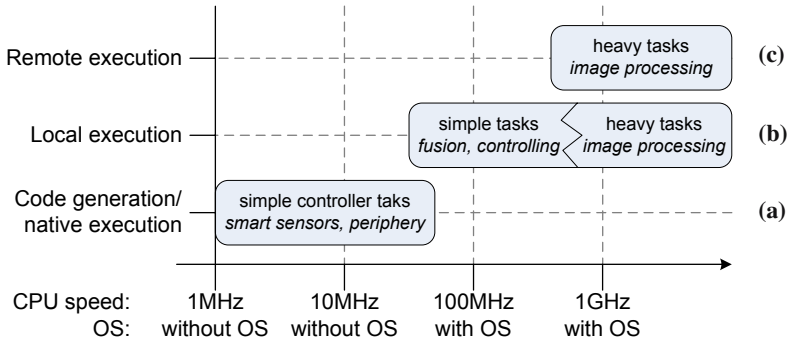 Remote execution
heavy tasks
image processing
(c)
Local execution
simple tasks
fusion, controlling
heavy tasks
image processing
(b)
Code generation/
native execution
simple controller taks
smart sensors, periphery
(a)
CPU speed: 1MHz 10MHz 100MHz 1GHz
OS: without OS without OS with OS with OS